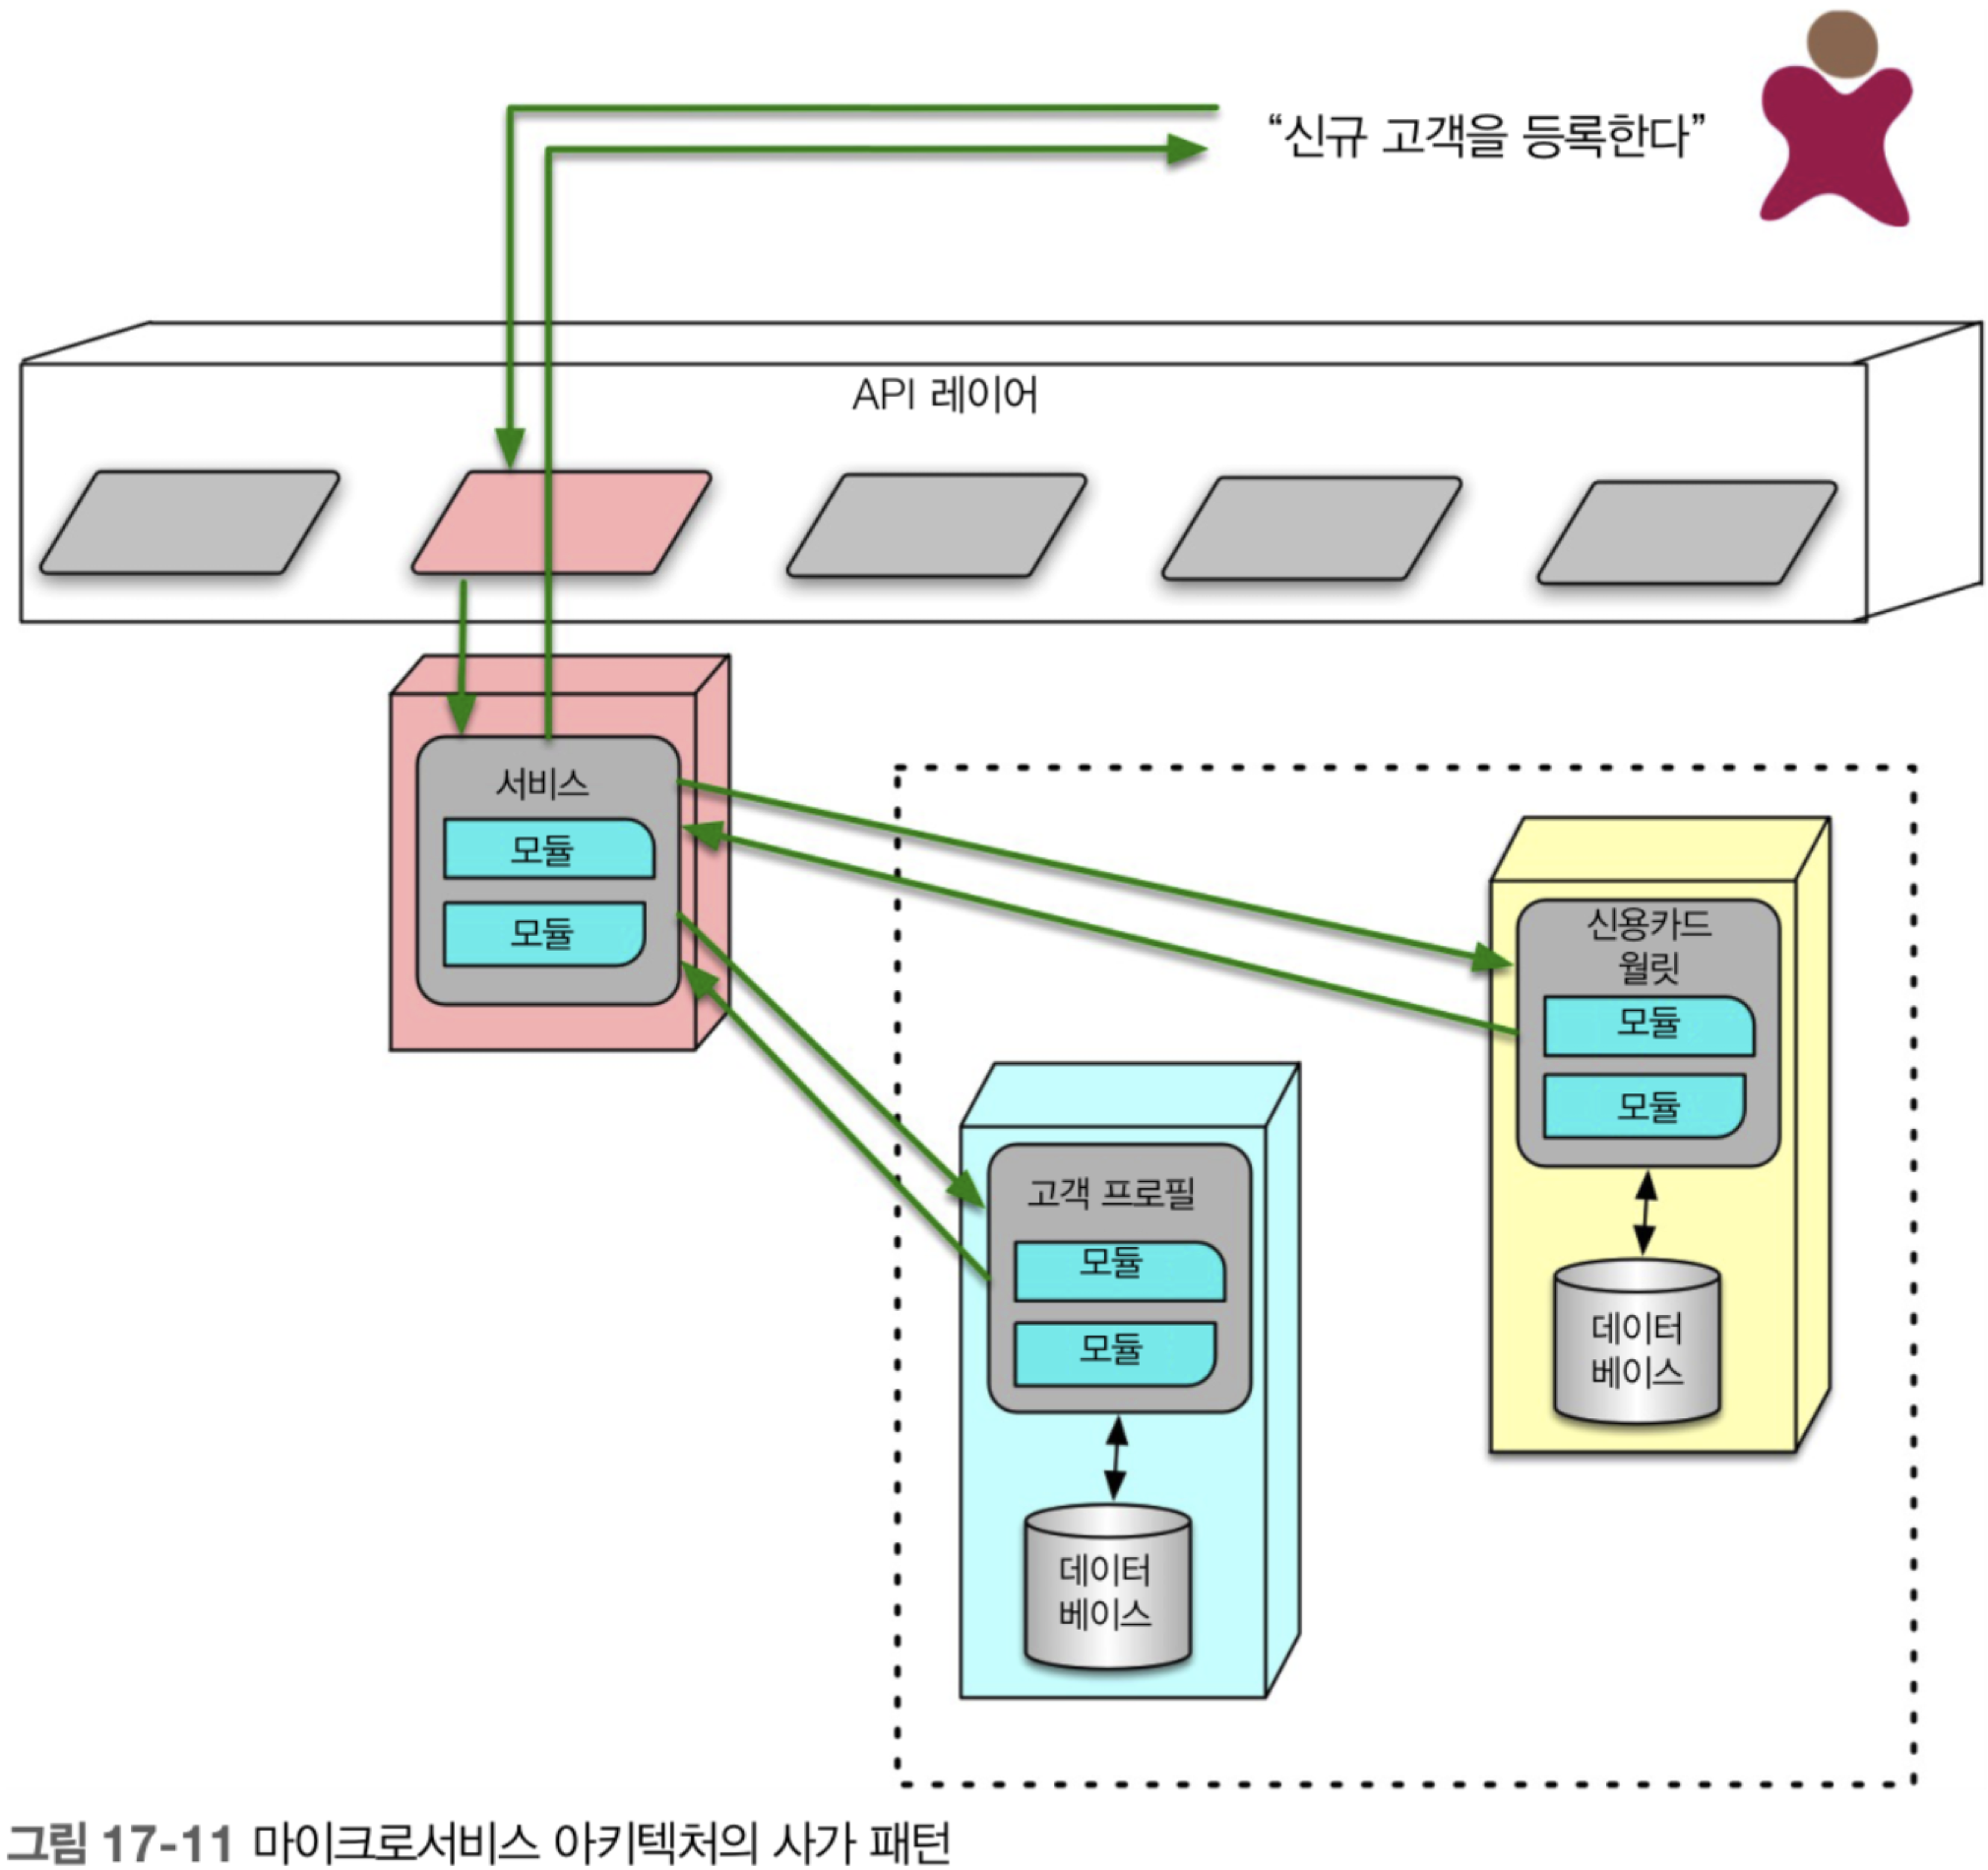 “신규 고객을 등록한다”
API 레이어
서비스
모듈
모듈
신용카드
월릿
모듈
모듈
데이터
베이스
고객 프로필
모듈
모듈
데이터
베이스
그림 17-11 마이크로서비스 아키텍처의 사가 패턴